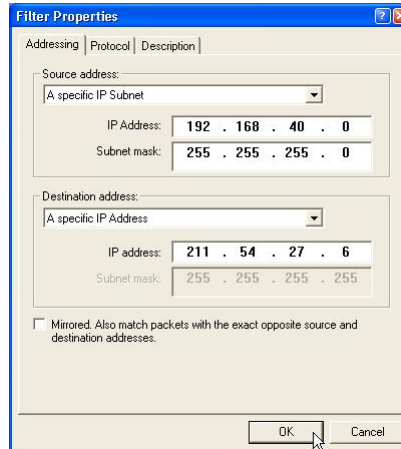 Filter Properties
Addressing Protocol Description
Source address:
A specific IP Subnet
IP Address: 192 . 168 . 40 . 0
Subnet mask: 255 . 255 . 255 . 0
Destination address:
A specific IP Address
IP address: 211 . 54 . 27 . 6
Subnet mask: 255 . 255 . 255 . 255
Mirrored. Also match packets with the exact opposite source and
destination addresses.
OK Cancel